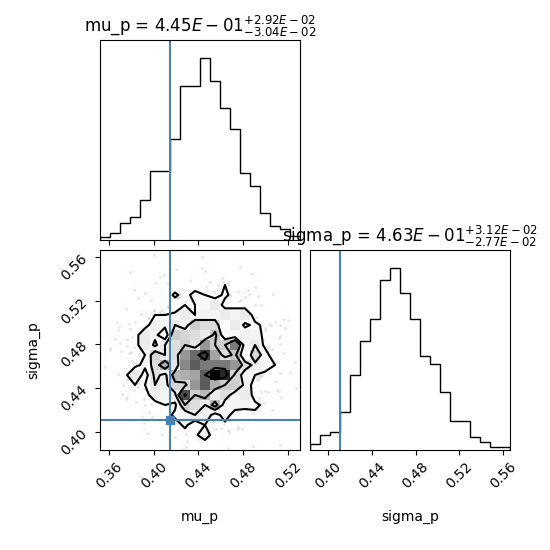 mu_p = 4.45E − 01 +2.92E − 02 −3.04E − 02
sigma_p = 4.63E − 01 +3.12E − 02 −2.77E − 02
sigma_p
0.56
0.52
0.48
0.44
0.40
0.36 0.40 0.44 0.48 0.52
0.40 0.44 0.48 0.52 0.56
mu_p
sigma_p